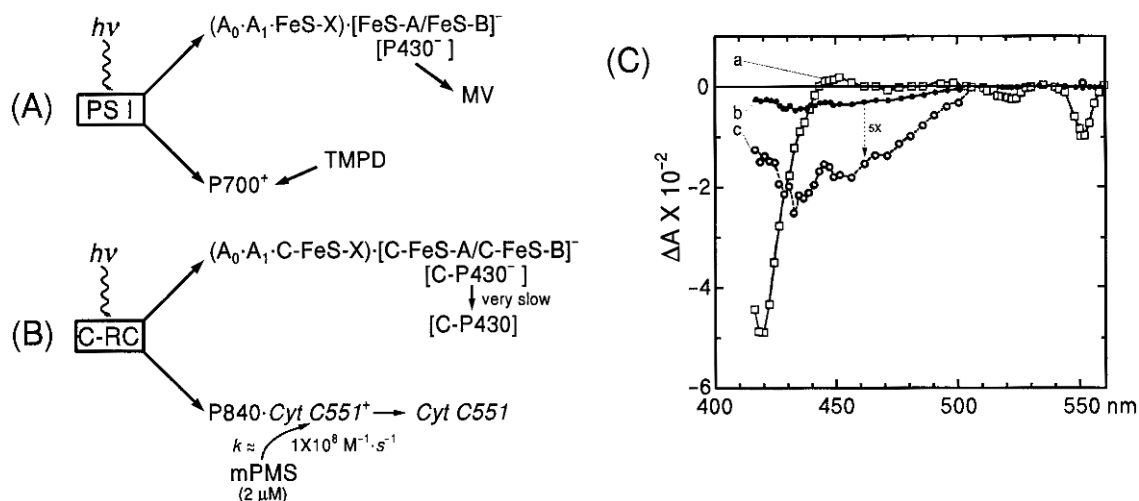 (A)
hν
PS I
(A₀·A₁·FeS-X)·[FeS-A/FeS-B]⁻
[P430⁻]
MV
P700⁺
TMPD
(B)
hν
C-RC
(A₀·A₁·C-FeS-X)·[C-FeS-A/C-FeS-B]⁻
[C-P430⁻]
very slow
[C-P430]
P840·Cyt C551⁺ → Cyt C551
k ≈ 1X10⁸ M⁻¹·s⁻¹
mPMS
(2 μM)
(C)
a
b
c
5X
ΔA X 10⁻²
0
-2
-4
-6
400 450 500 550 nm